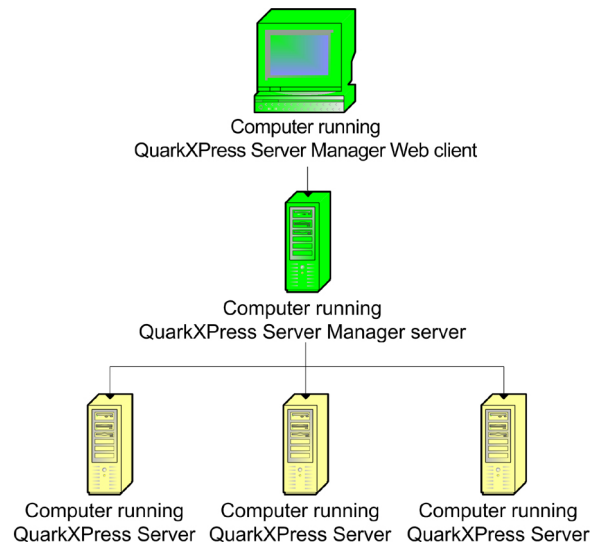 Computer running
QuarkXPress Server Manager Web client
Computer running
QuarkXPress Server Manager server
Computer running
QuarkXPress Server
Computer running
QuarkXPress Server
Computer running
QuarkXPress Server